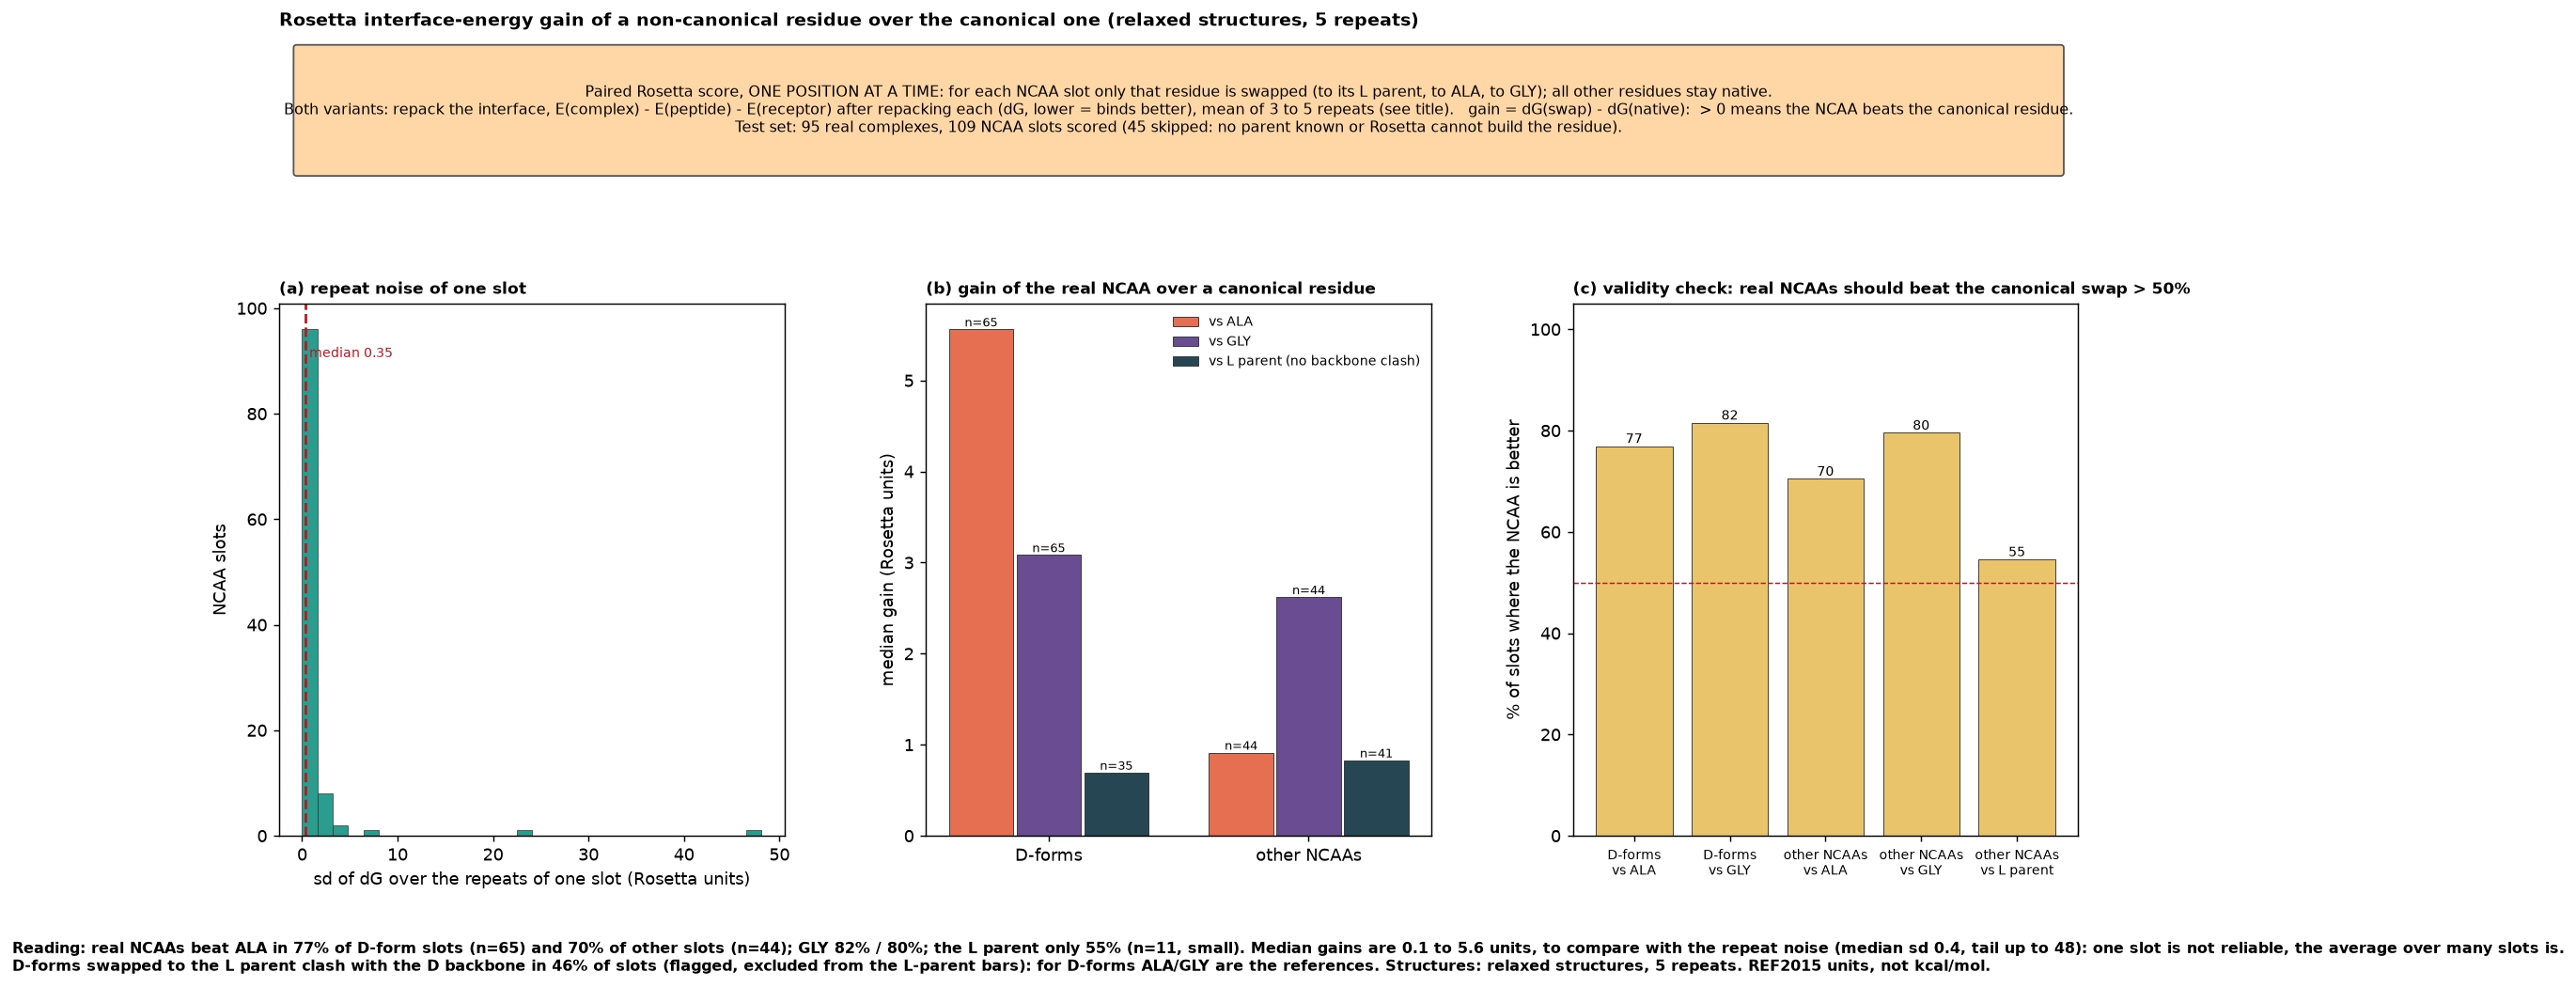 Rosetta interface-energy gain of a non-canonical residue over the canonical one (relaxed structures, 5 repeats)
Paired Rosetta score, ONE POSITION AT A TIME: for each NCAA slot only that residue is swapped (to its L parent, to ALA, to GLY); all other residues stay native.
Both variants: repack the interface, E(complex) - E(peptide) - E(receptor) after repacking each (dG, lower = binds better), mean of 3 to 5 repeats (see title).   gain = dG(swap) - dG(native):  > 0 means the NCAA beats the canonical residue.
Test set: 95 real complexes, 109 NCAA slots scored (45 skipped: no parent known or Rosetta cannot build the residue).
(a) repeat noise of one slot
median 0.35
NCAA slots
100
80
60
40
20
0
0 10 20 30 40 50
sd of dG over the repeats of one slot (Rosetta units)
(b) gain of the real NCAA over a canonical residue
vs ALA
vs GLY
vs L parent (no backbone clash)
n=65
n=65
n=35
n=44
n=44
n=41
median gain (Rosetta units)
5
4
3
2
1
0
D-forms other NCAAs
(c) validity check: real NCAAs should beat the canonical swap > 50%
% of slots where the NCAA is better
100
80
60
40
20
0
77
82
70
80
55
D-forms
vs ALA
D-forms
vs GLY
other NCAAs
vs ALA
other NCAAs
vs GLY
other NCAAs
vs L parent
Reading: real NCAAs beat ALA in 77% of D-form slots (n=65) and 70% of other slots (n=44); GLY 82% / 80%; the L parent only 55% (n=11, small). Median gains are 0.1 to 5.6 units, to compare with the repeat noise (median sd 0.4, tail up to 48): one slot is not reliable, the average over many slots is.
D-forms swapped to the L parent clash with the D backbone in 46% of slots (flagged, excluded from the L-parent bars): for D-forms ALA/GLY are the references. Structures: relaxed structures, 5 repeats. REF2015 units, not kcal/mol.